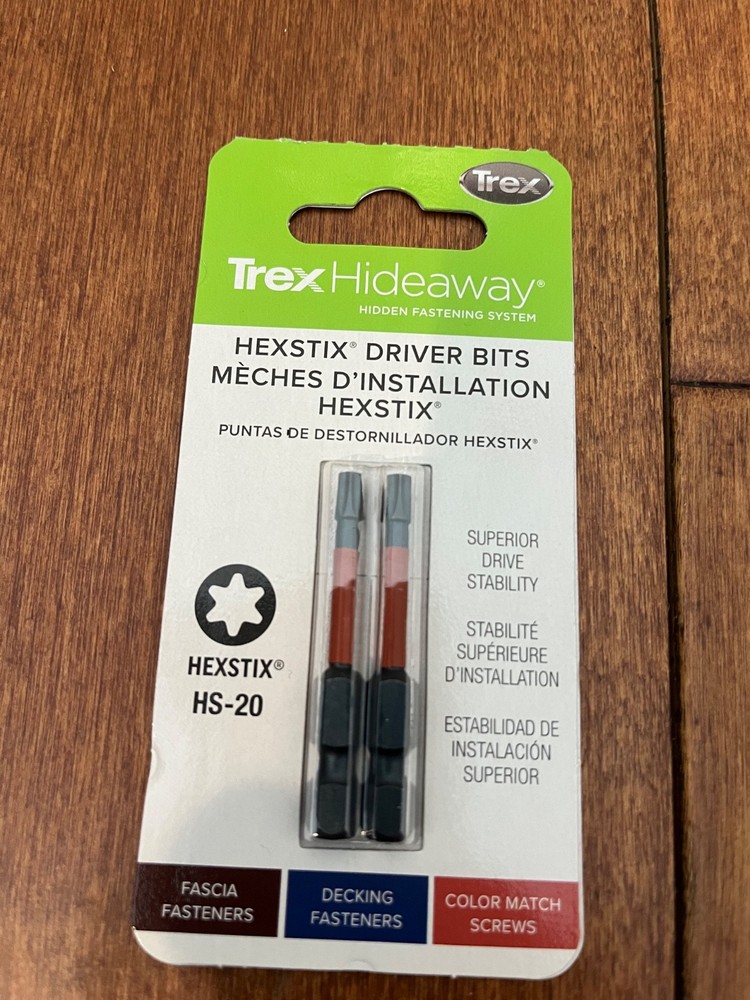 Trex
Trex Hideaway®
HIDDEN FASTENING SYSTEM
HEXSTIX® DRIVER BITS
MÈCHES D'INSTALLATION
HEXSTIX®
PUNTAS DE DESTORNILLADOR HEXSTIX®
SUPERIOR
DRIVE
STABILITY
STABILITÉ
SUPÉRIEURE
D'INSTALLATION
ESTABILIDAD DE
INSTALACIÓN
SUPERIOR
HEXSTIX®
HS-20
FASCIA
FASTENERS
DECKING
FASTENERS
COLOR MATCH
SCREWS